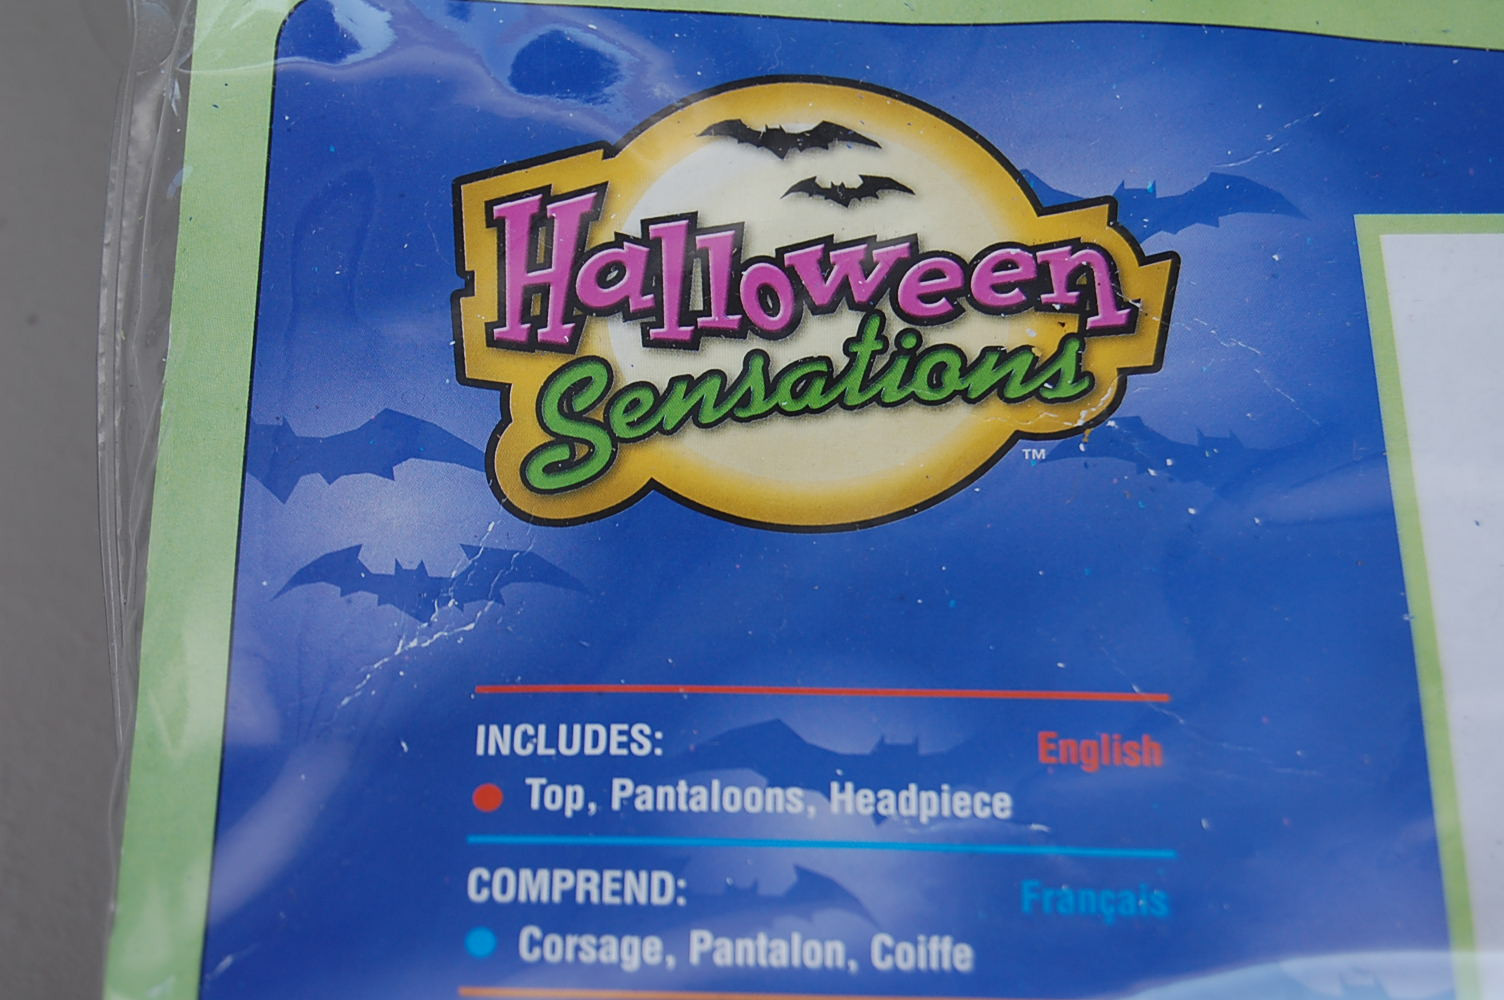 Halloween
Sensations
TM
INCLUDES:
English
Top, Pantaloons, Headpiece
COMPREND:
Français
Corsage, Pantalon, Coiffe